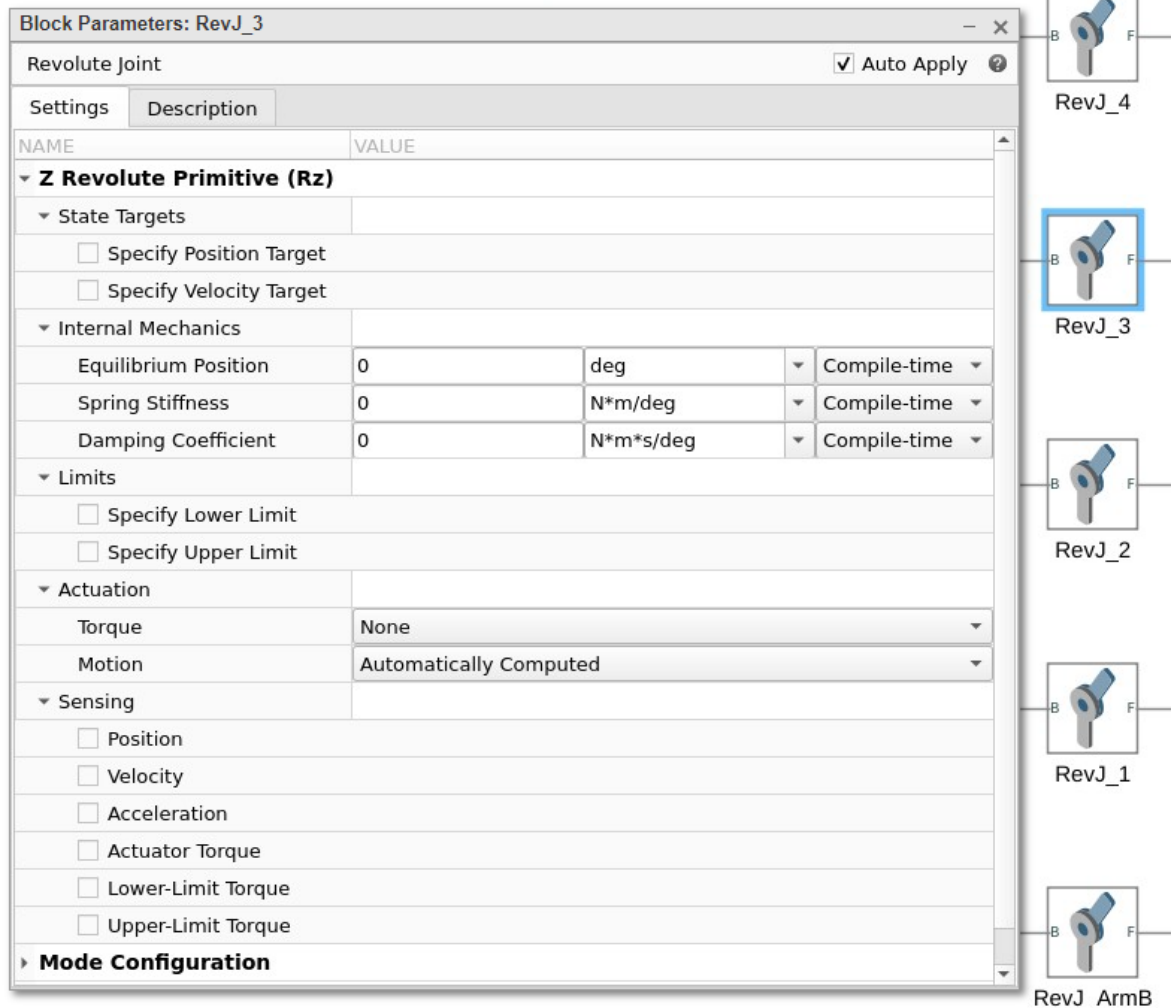 Block Parameters: RevJ_3
Revolute Joint
Auto Apply
Settings Description
NAME VALUE
Z Revolute Primitive (Rz)
State Targets
Specify Position Target
Specify Velocity Target
Internal Mechanics
Equilibrium Position 0 deg Compile-time
Spring Stiffness 0 N*m/deg Compile-time
Damping Coefficient 0 N*m*s/deg Compile-time
Limits
Specify Lower Limit
Specify Upper Limit
Actuation
Torque None
Motion Automatically Computed
Sensing
Position
Velocity
Acceleration
Actuator Torque
Lower-Limit Torque
Upper-Limit Torque
Mode Configuration
B F
RevJ_4
B F
RevJ_3
B F
RevJ_2
B F
RevJ_1
B F
RevJ_ArmB